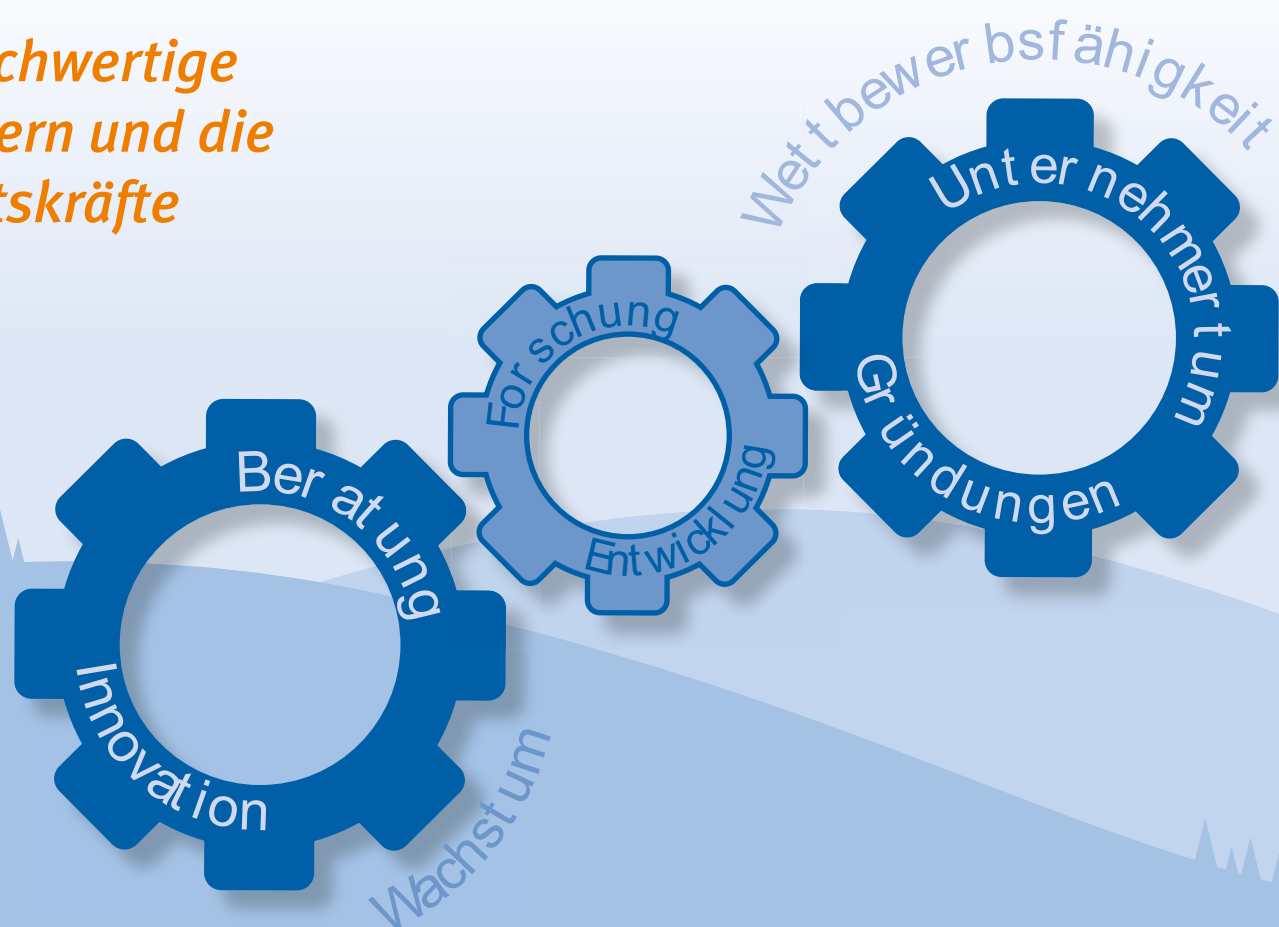 chwertige
ern und die
tskräfte
Wettbewerbsfähigkeit
Unternehmertum
Gründungen
Forschung
Entwicklung
Beratung
Innovation
Wachstum